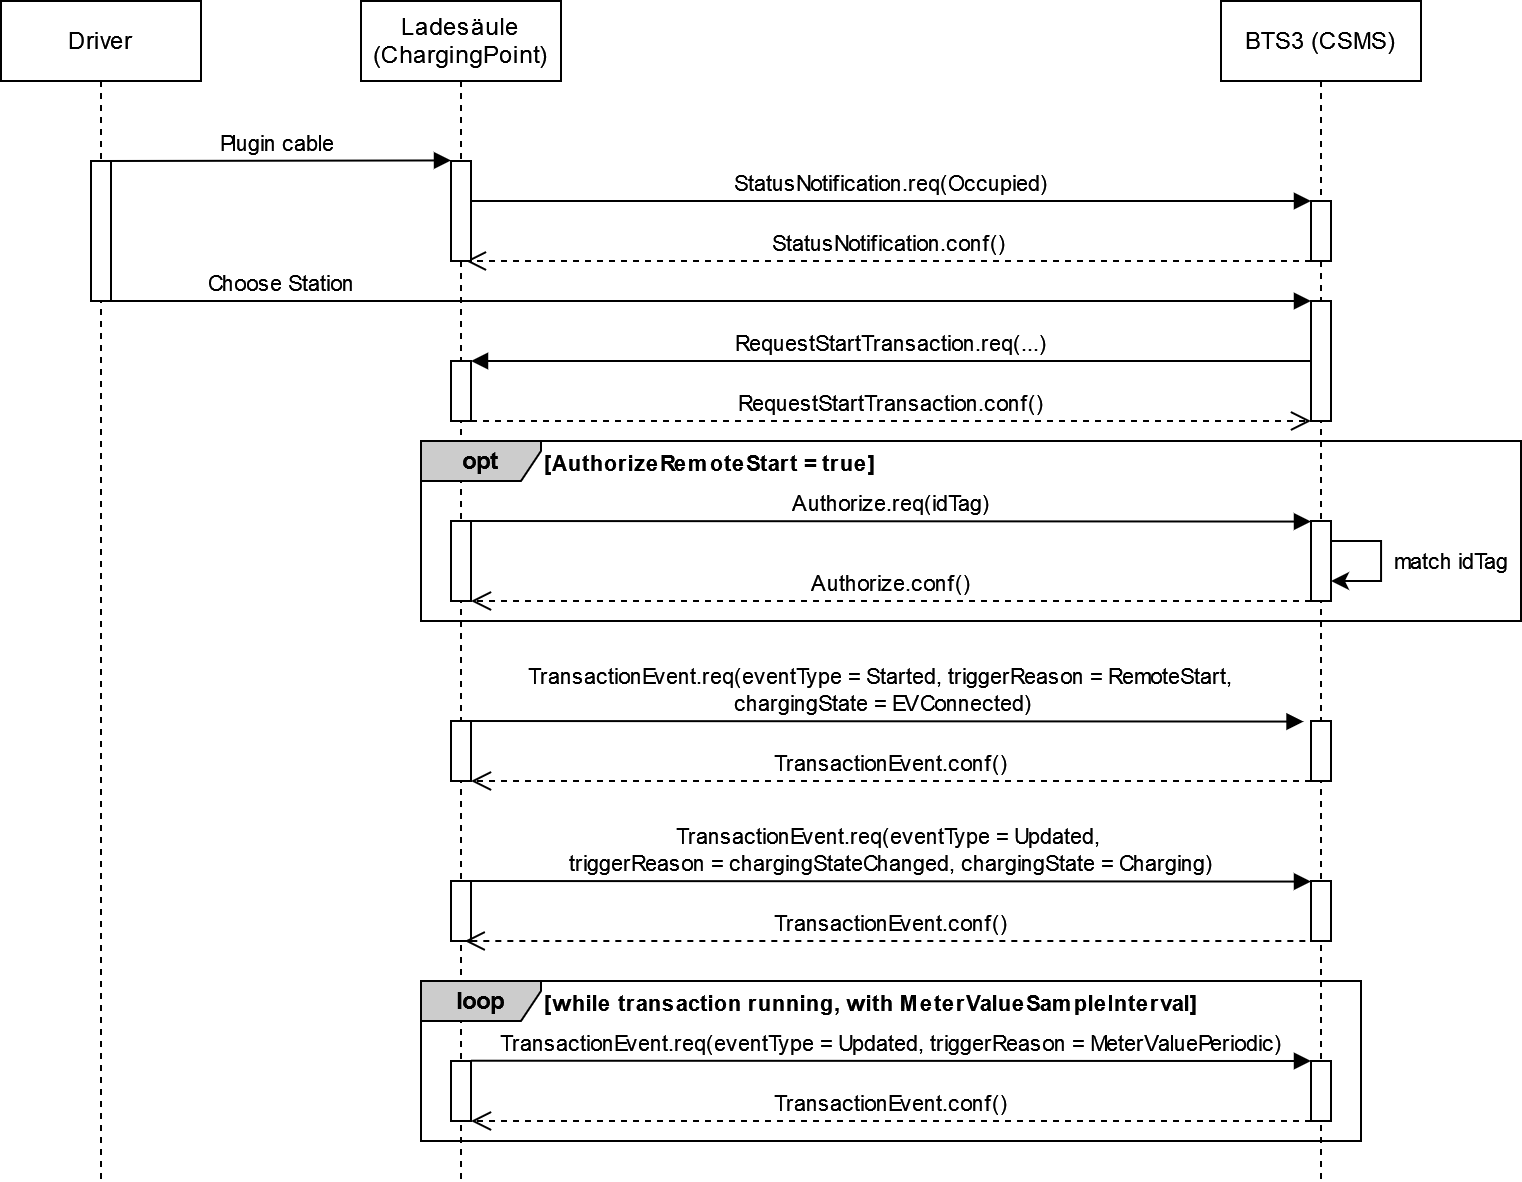 Driver
Ladesäule
(ChargingPoint)
BTS3 (CSMS)
Plugin cable
StatusNotification.req(Occupied)
StatusNotification.conf()
Choose Station
RequestStartTransaction.req(...)
RequestStartTransaction.conf()
opt [AuthorizeRemoteStart = true]
Authorize.req(idTag)
match idTag
Authorize.conf()
TransactionEvent.req(eventType = Started, triggerReason = RemoteStart,
chargingState = EVConnected)
TransactionEvent.conf()
TransactionEvent.req(eventType = Updated,
triggerReason = chargingStateChanged, chargingState = Charging)
TransactionEvent.conf()
loop [while transaction running, with MeterValueSampleInterval]
TransactionEvent.req(eventType = Updated, triggerReason = MeterValuePeriodic)
TransactionEvent.conf()